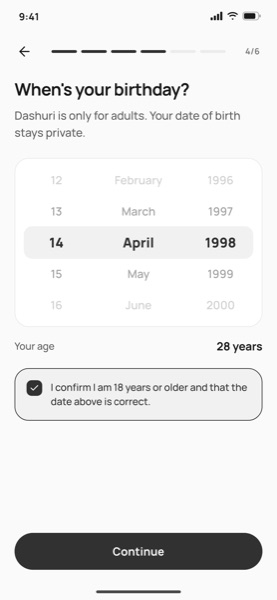 9:41
4/6
When's your birthday?
Dashuri is only for adults. Your date of birth
stays private.
12 February 1996
13 March 1997
14 April 1998
15 May 1999
16 June 2000
Your age 28 years
I confirm I am 18 years or older and that the
date above is correct.
Continue